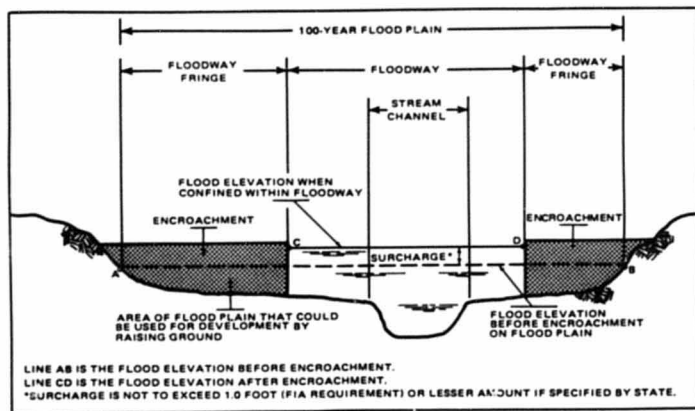 100-YEAR FLOOD PLAIN
FLOODWAY
FRINGE
FLOODWAY
FLOODWAY
FRINGE
STREAM
CHANNEL
FLOOD ELEVATION WHEN
CONFINED WITHIN FLOODWAY
ENCROACHMENT
ENCROACHMENT
C
D
SURCHARGE*
A
B
AREA OF FLOOD PLAIN THAT COULD
BE USED FOR DEVELOPMENT BY
RAISING GROUND
FLOOD ELEVATION
BEFORE ENCROACHMENT
ON FLOOD PLAIN
LINE AB IS THE FLOOD ELEVATION BEFORE ENCROACHMENT.
LINE CD IS THE FLOOD ELEVATION AFTER ENCROACHMENT.
*SURCHARGE IS NOT TO EXCEED 1.0 FOOT (FIA REQUIREMENT) OR LESSER AMOUNT IF SPECIFIED BY STATE.